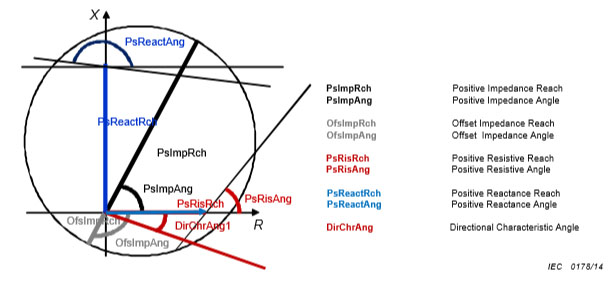 X
PsReactAng
PsReactRch
PsImpRch
PsImpAng
PsRisRch
PsRisAng
OfsImpRch
DirChrAng1
R
OfsImpAng
PsImpRch Positive Impedance Reach
PsImpAng Positive Impedance Angle
OfsImpRch Offset Impedance Reach
OfsImpAng Offset Impedance Angle
PsRisRch Positive Resistive Reach
PsRisAng Positive Resistive Angle
PsReactRch Positive Reactance Reach
PsReactAng Positive Reactance Angle
DirChrAng Directional Characteristic Angle
IEC 0178/14